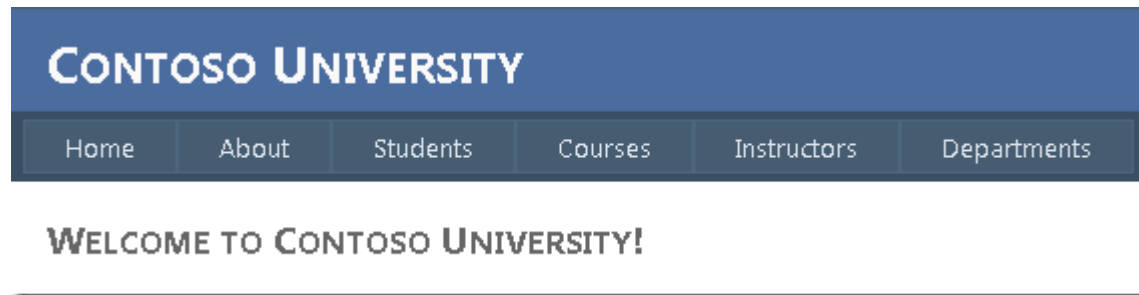 CONTOSO UNIVERSITY
Home About Students Courses Instructors Departments
WELCOME TO CONTOSO UNIVERSITY!